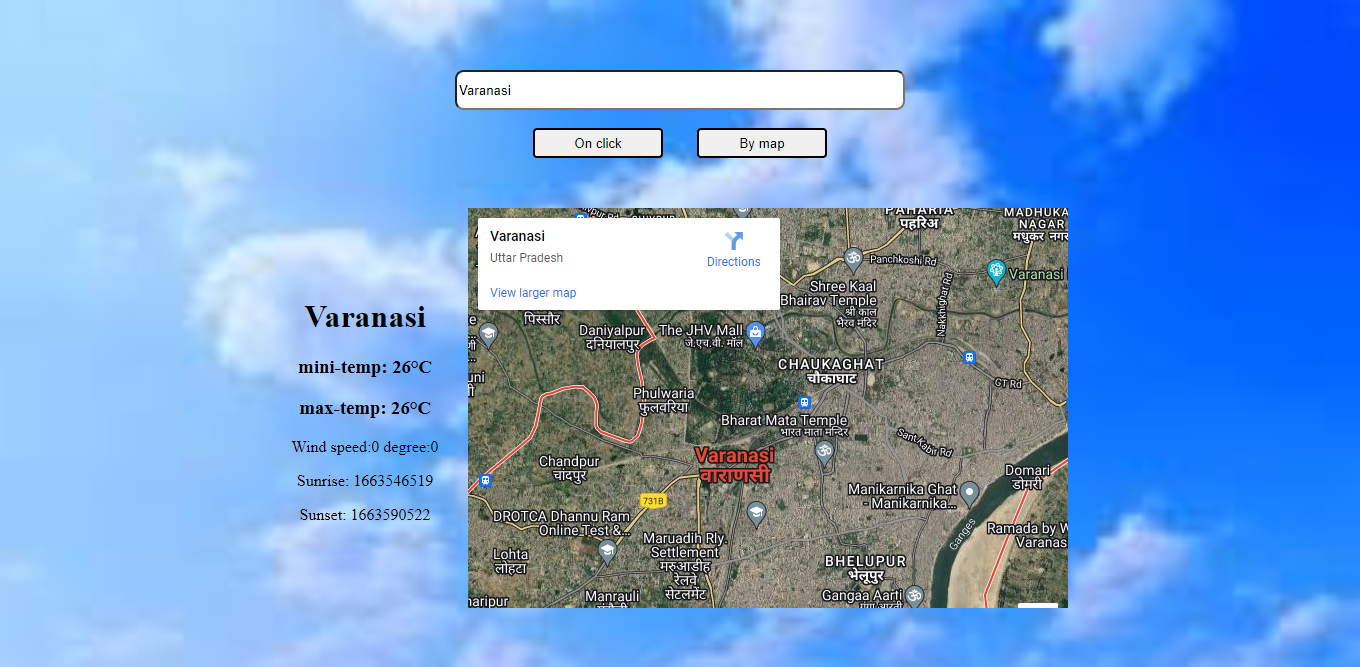 Varanasi
On click
By map
Varanasi
mini-temp: 26°C
max-temp: 26°C
Wind speed:0 degree:0
Sunrise: 1663546519
Sunset: 1663590522
Varanasi
Uttar Pradesh
View larger map
Directions
PAHARIA
पहरिअ
MADHUKA
NAGAR
मधुकर नगर
Panchkoshi Rd
Varanasi
Shree Kaal
Bhairav Temple
श्री काल
भैरव मंदिर
Nakkhighat Rd
पिस्सौर
Daniyalpur
दनियालपुर
The JHV Mall
जे.एच.वी. मॉल
CHAUKAGHAT
चौकाघाट
GT Rd
Phulwaria
फुलवरिया
Bharat Mata Temple
भारत माता मन्दिर
Sant Kabir Rd
Varanasi
वाराणसी
Chandpur
चांदपुर
Domari
डोमरी
731B
Manikarnika Ghat
- Manikarnika...
DROTCA Dhannu Ram
Online Test &...
Ganges
Ramada by W
Varanas
Maruadih Rly.
Settlement
मरुआडीह
रेलवे
सेटलमेंट
Lohta
लोहटा
BHELUPUR
भेलूपुर
Manrauli
Gangaa Aarti
haripur